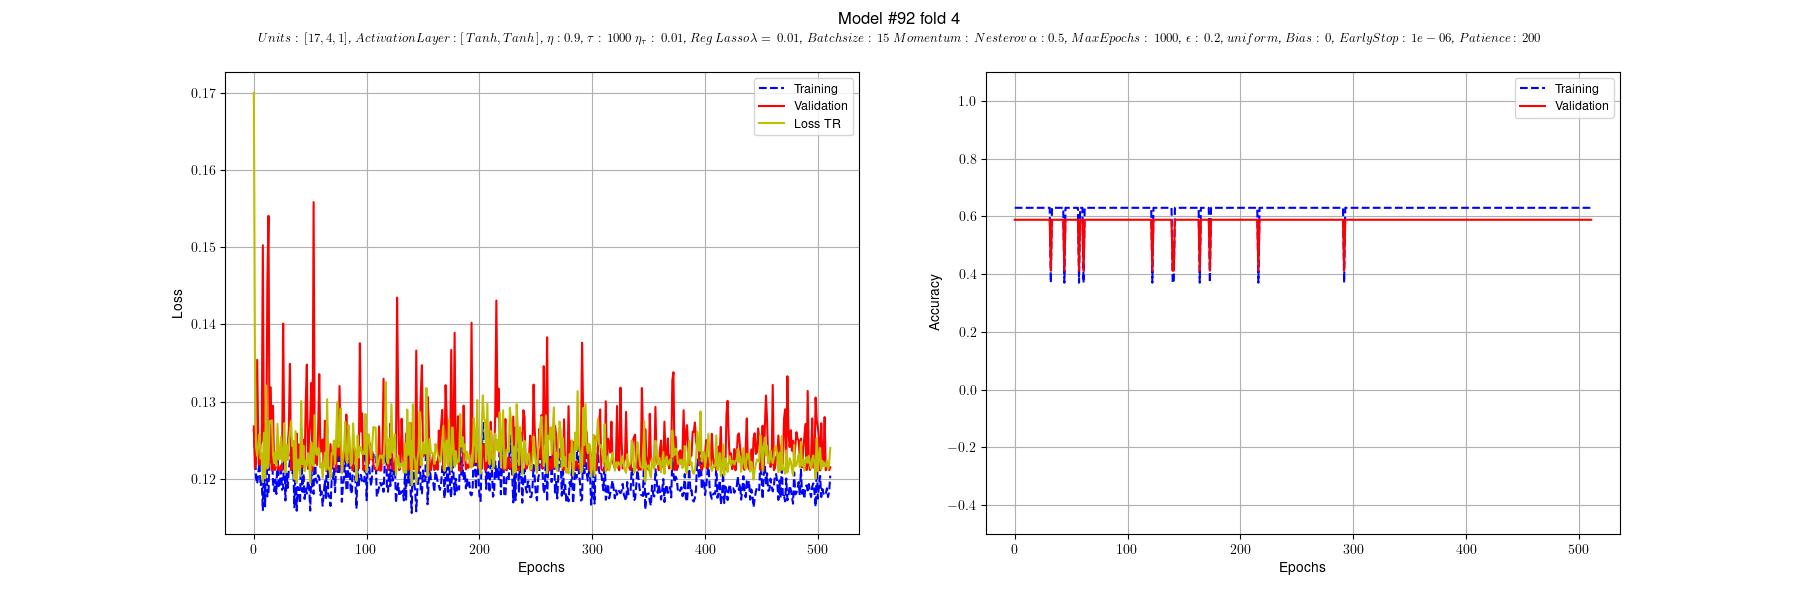 Model #92 fold 4
Units : [17, 4, 1], ActivationLayer : [Tanh, Tanh], η : 0.9, τ : 1000 η_τ : 0.01, Reg Lasso λ = 0.01, Batchsize : 15 Momentum : Nesterov α : 0.5, MaxEpochs : 1000, ϵ : 0.2, uniform, Bias : 0, EarlyStop : 1e − 06, Patience : 200
Training
Validation
Loss TR
0.17
0.16
0.15
0.14
0.13
0.12
Loss
0 100 200 300 400 500
Epochs
Training
Validation
1.0
0.8
0.6
0.4
0.2
0.0
−0.2
−0.4
Accuracy
0 100 200 300 400 500
Epochs